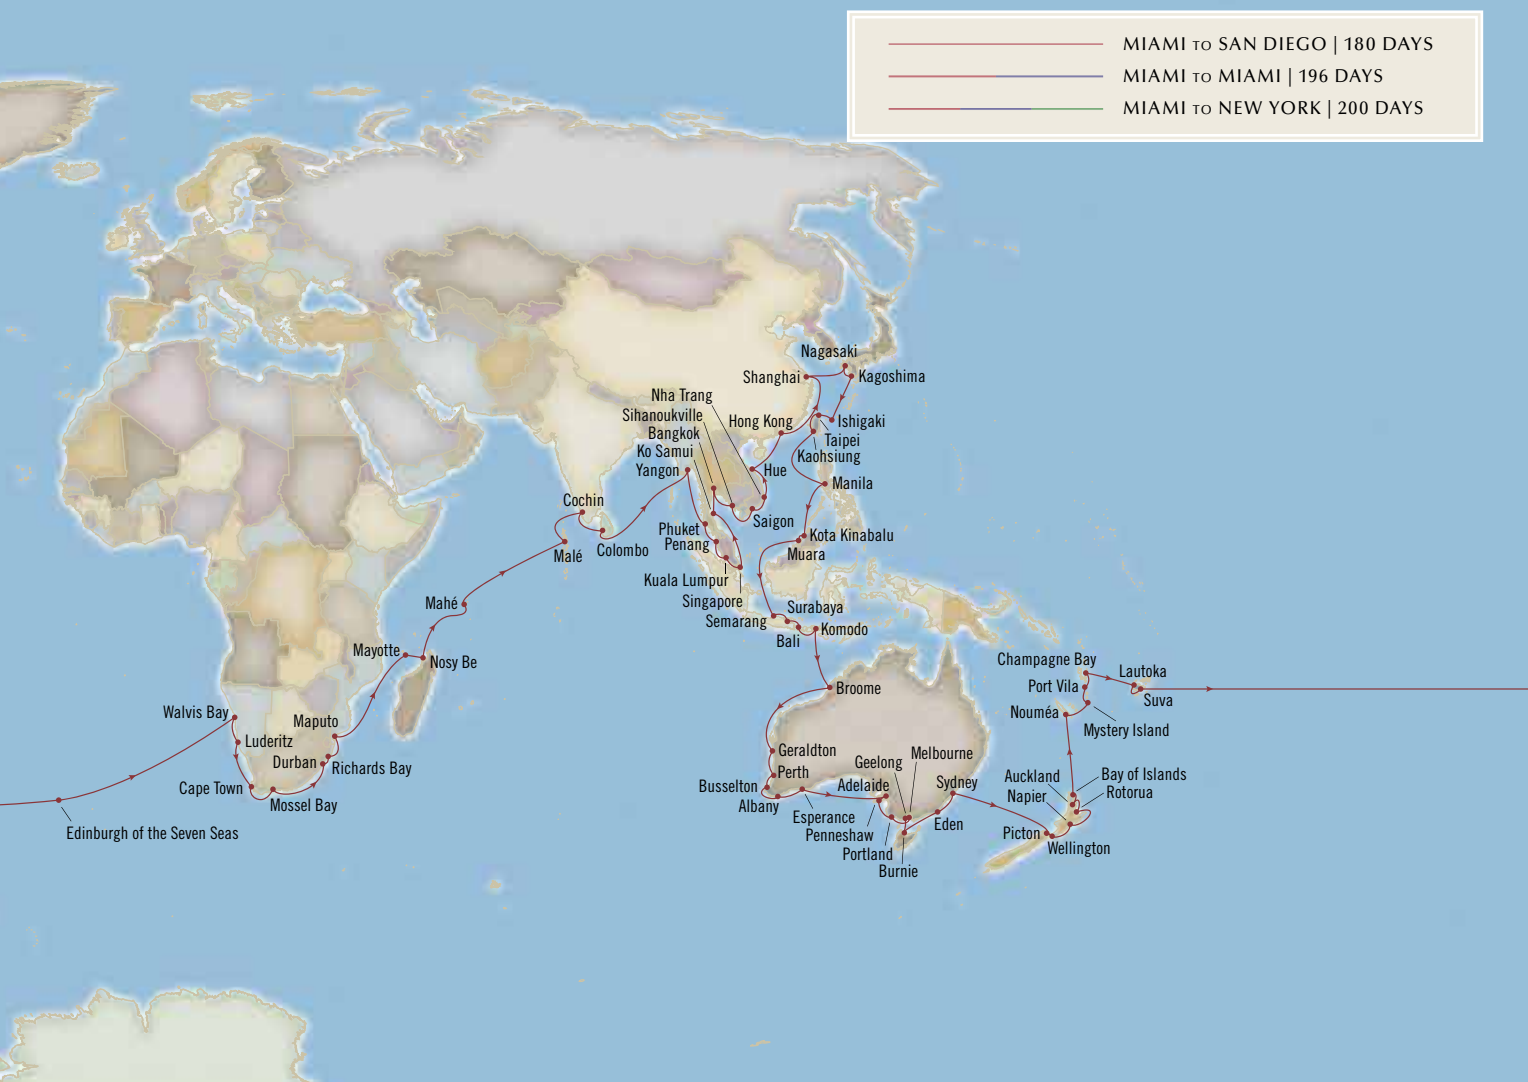 MIAMI TO SAN DIEGO | 180 DAYS
MIAMI TO MIAMI | 196 DAYS
MIAMI TO NEW YORK | 200 DAYS
Nagasaki
Shanghai
Kagoshima
Nha Trang
Sihanoukville
Hong Kong
Ishigaki
Bangkok
Taipei
Ko Samui
Kaohsiung
Yangon
Hue
Manila
Cochin
Saigon
Phuket
Kota Kinabalu
Penang
Colombo
Malé
Muara
Kuala Lumpur
Singapore
Mahé
Surabaya
Semarang
Komodo
Bali
Mayotte
Nosy Be
Champagne Bay
Lautoka
Broome
Port Vila
Suva
Walvis Bay
Nouméa
Maputo
Mystery Island
Luderitz
Geraldton
Melbourne
Durban
Richards Bay
Geelong
Perth
Auckland
Bay of Islands
Cape Town
Busselton
Adelaide
Sydney
Napier
Rotorua
Mossel Bay
Albany
Esperance
Eden
Edinburgh of the Seven Seas
Penneshaw
Picton
Wellington
Portland
Burnie